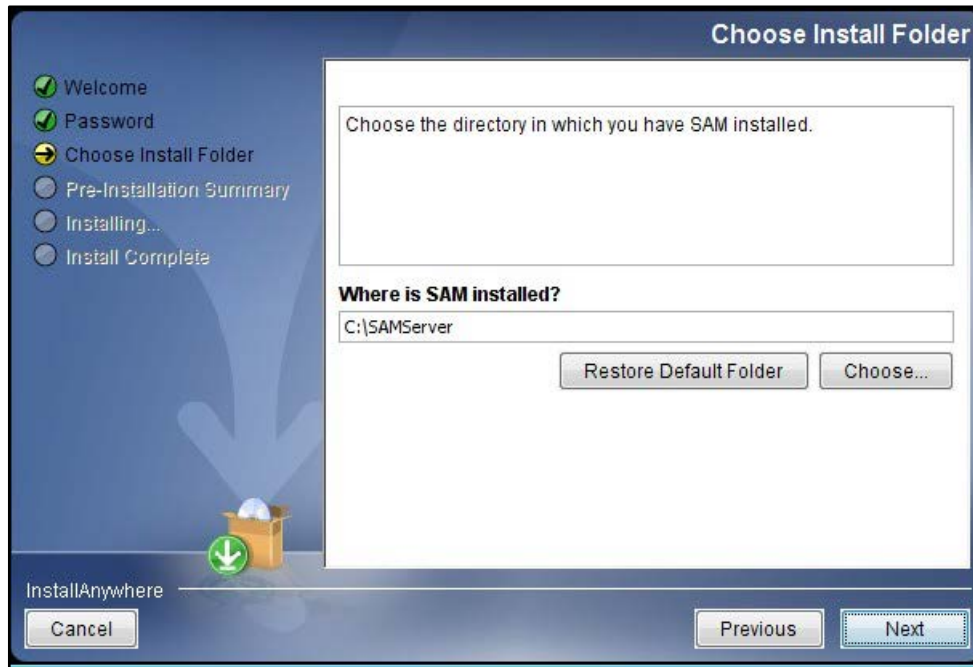 Choose Install Folder
Welcome
Password
Choose Install Folder
Pre-Installation Summary
Installing...
Install Complete
Choose the directory in which you have SAM installed.
Where is SAM installed?
C:\SAMServer
Restore Default Folder
Choose...
InstallAnywhere
Cancel
Previous
Next